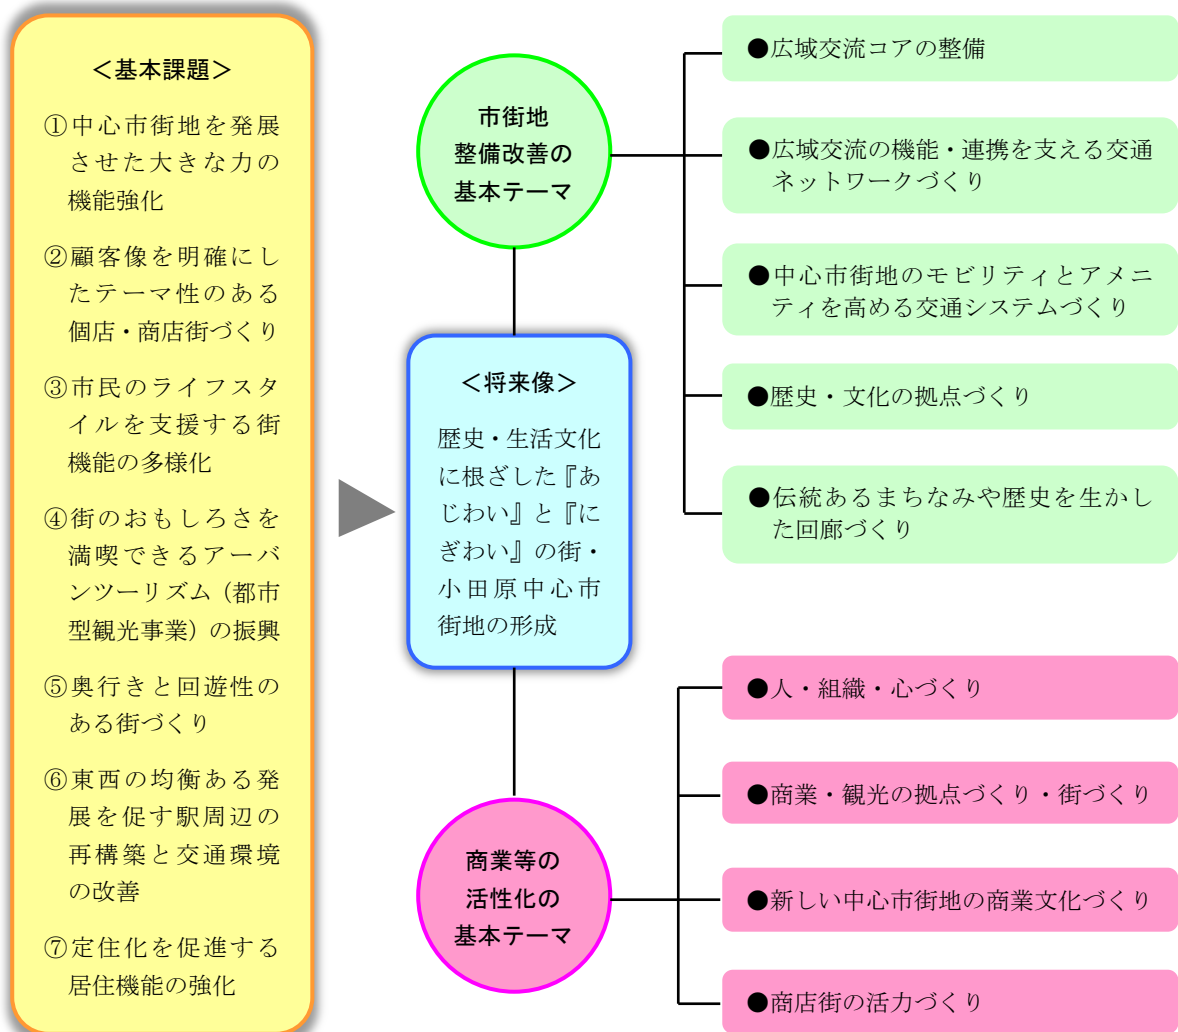 ＜基本課題＞
①中心市街地を発展
させた大きな力の
機能強化
②顧客像を明確にし
たテーマ性のある
個店・商店街づくり
③市民のライフスタ
イルを支援する街
機能の多様化
④街のおもしろさを
満喫できるアーバ
ンツーリズム（都市
型観光事業）の振興
⑤奥行きと回遊性の
ある街づくり
⑥東西の均衡ある発
展を促す駅周辺の
再構築と交通環境
の改善
⑦定住化を促進する
居住機能の強化
市街地
整備改善の
基本テーマ
＜将来像＞
歴史・生活文化
に根ざした『あ
じわい』と『に
ぎわい』の街・
小田原中心市
街地の形成
商業等の
活性化の
基本テーマ
●広域交流コアの整備
●広域交流の機能・連携を支える交通
ネットワークづくり
●中心市街地のモビリティとアメニ
ティを高める交通システムづくり
●歴史・文化の拠点づくり
●伝統あるまちなみや歴史を生かし
た回廊づくり
●人・組織・心づくり
●商業・観光の拠点づくり・街づくり
●新しい中心市街地の商業文化づくり
●商店街の活力づくり